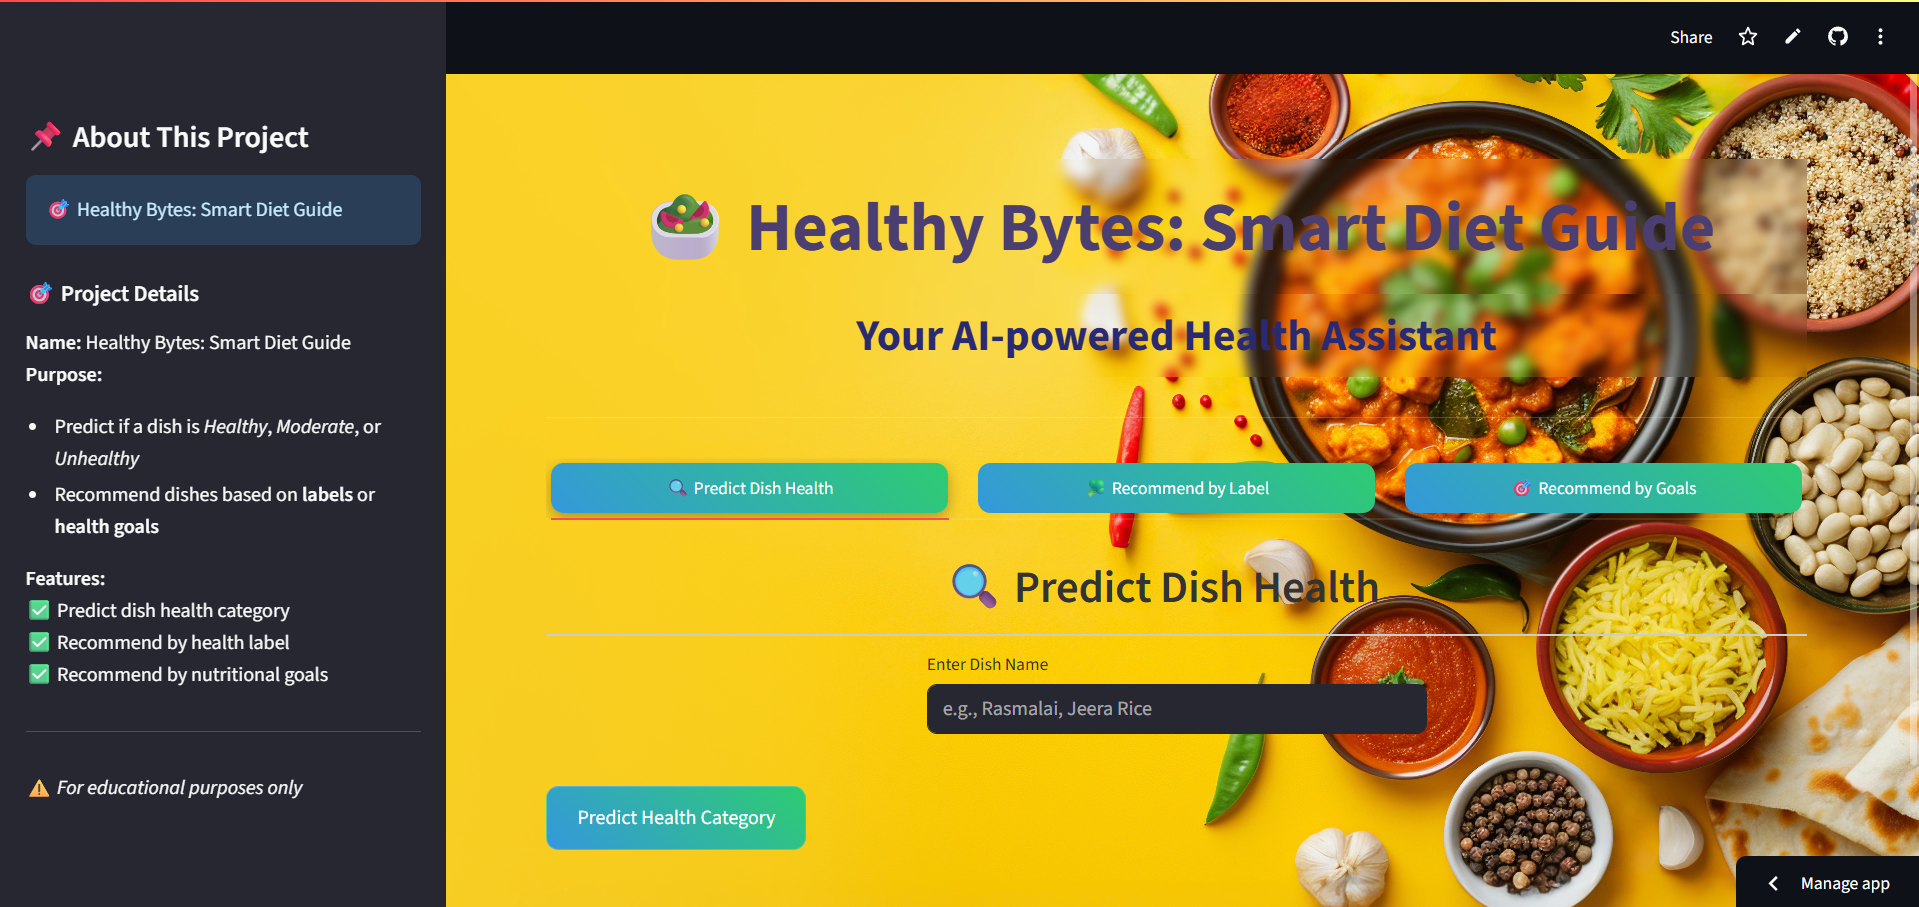 Share
About This Project
Healthy Bytes: Smart Diet Guide
Project Details
Name: Healthy Bytes: Smart Diet Guide
Purpose:
Predict if a dish is Healthy, Moderate, or
Unhealthy
Recommend dishes based on labels or
health goals
Features:
Predict dish health category
Recommend by health label
Recommend by nutritional goals
For educational purposes only
Healthy Bytes: Smart Diet Guide
Your AI-powered Health Assistant
Predict Dish Health
Recommend by Label
Recommend by Goals
Predict Dish Health
Enter Dish Name
e.g., Rasmalai, Jeera Rice
Predict Health Category
Manage app